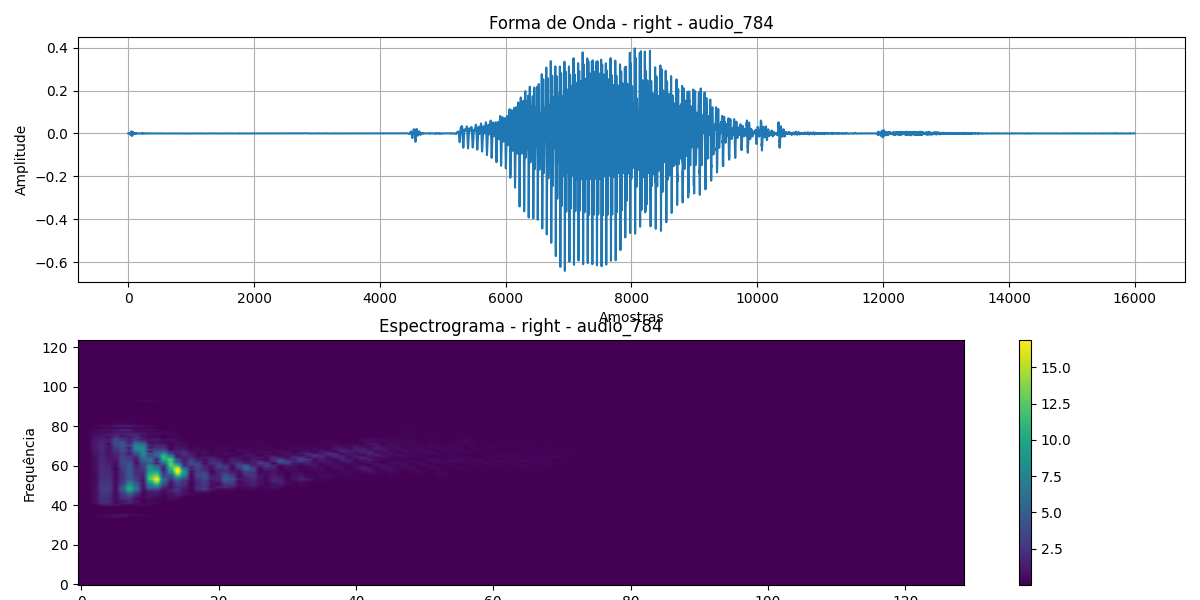 Forma de Onda - right - audio_784
0.4
0.2
0.0
−0.2
−0.4
−0.6
Amplitude
0 2000 4000 6000 8000 10000 12000 14000 16000
Amostras
Espectrograma - right - audio_784
120
100
80
60
40
20
0
Frequência
15.0
12.5
10.0
7.5
5.0
2.5
0 20 40 60 80 100 120